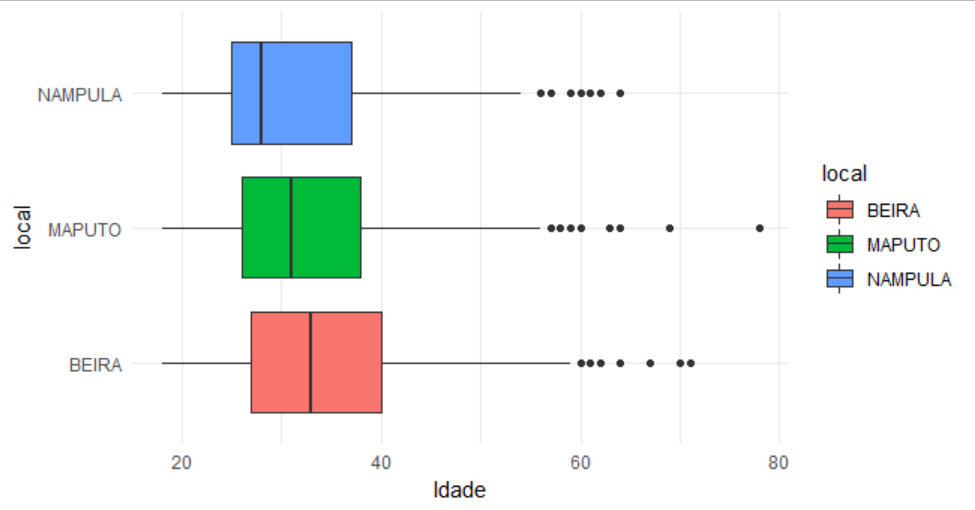 NAMPULA
MAPUTO
BEIRA
local
20 40 60 80
Idade
local
BEIRA
MAPUTO
NAMPULA